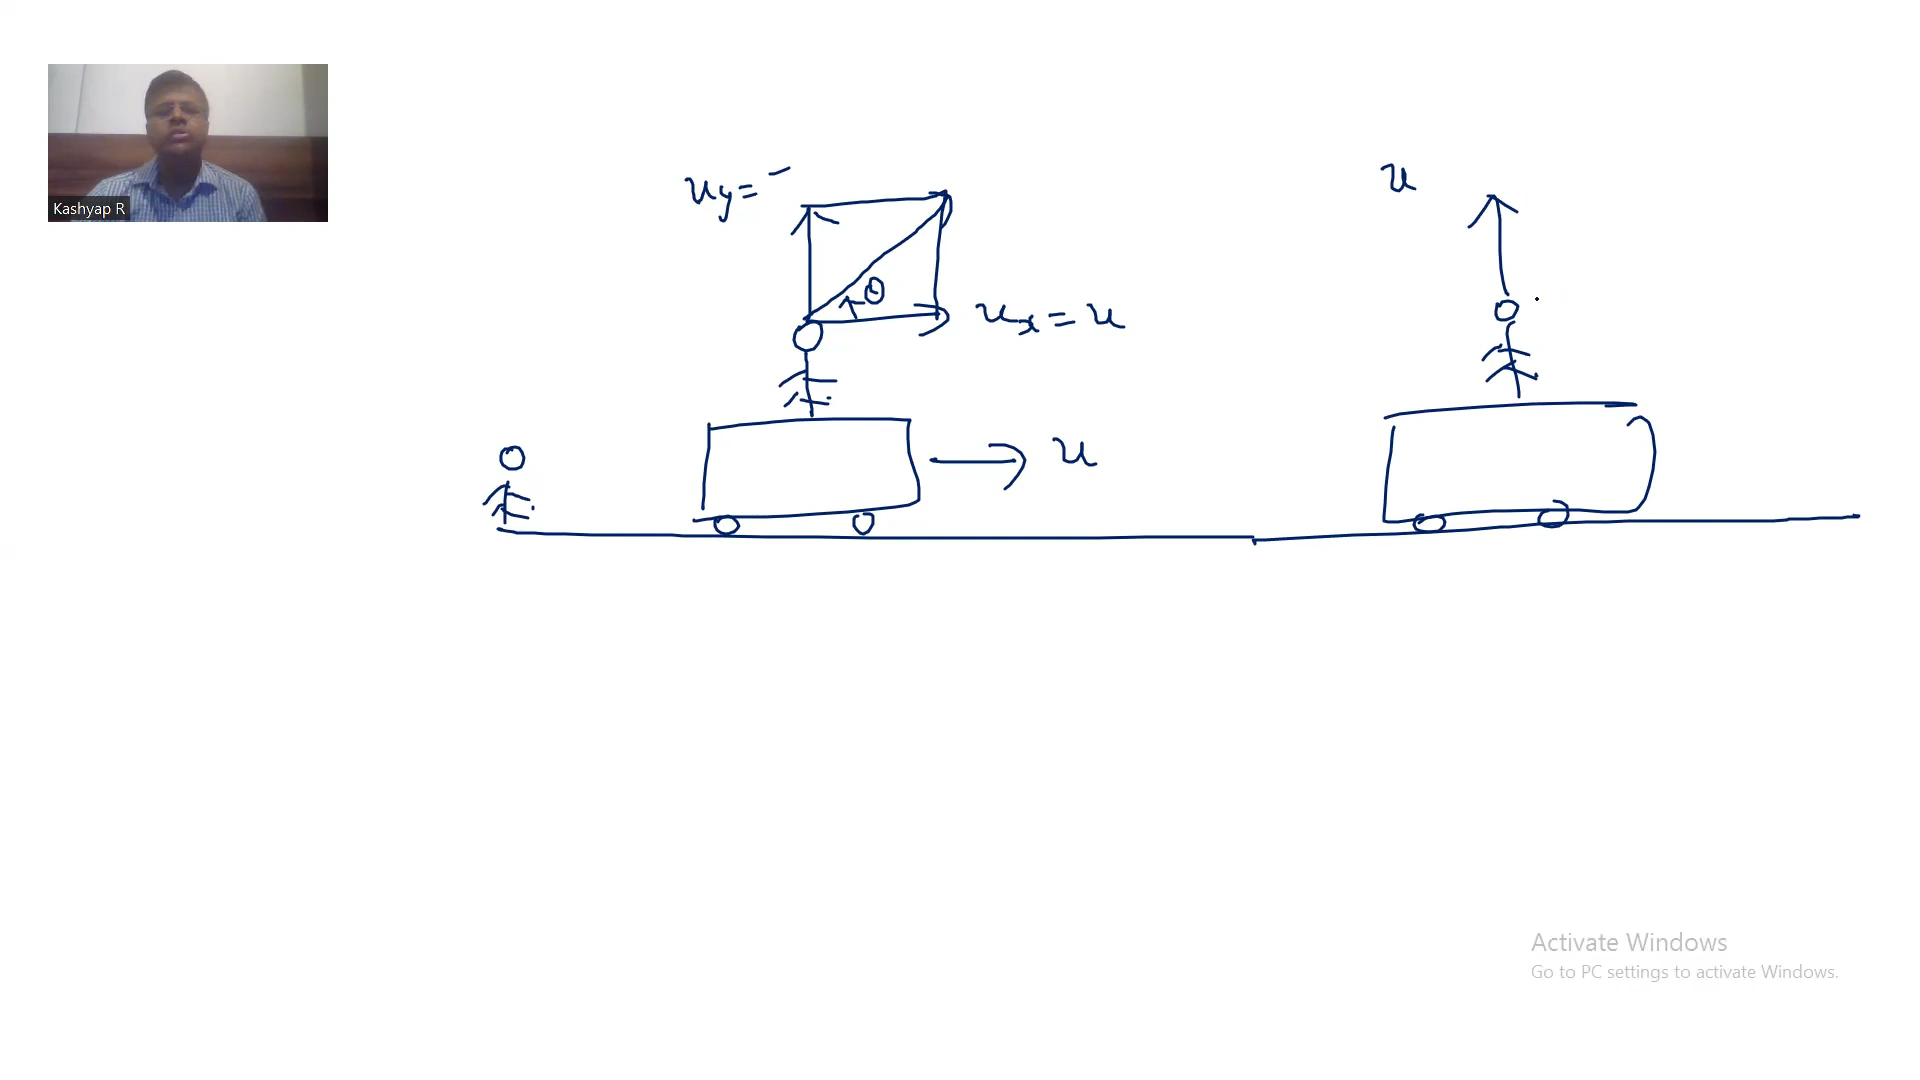 Kashyap R
u
uy =
θ
ux = u
u
Activate Windows
Go to PC settings to activate Windows.